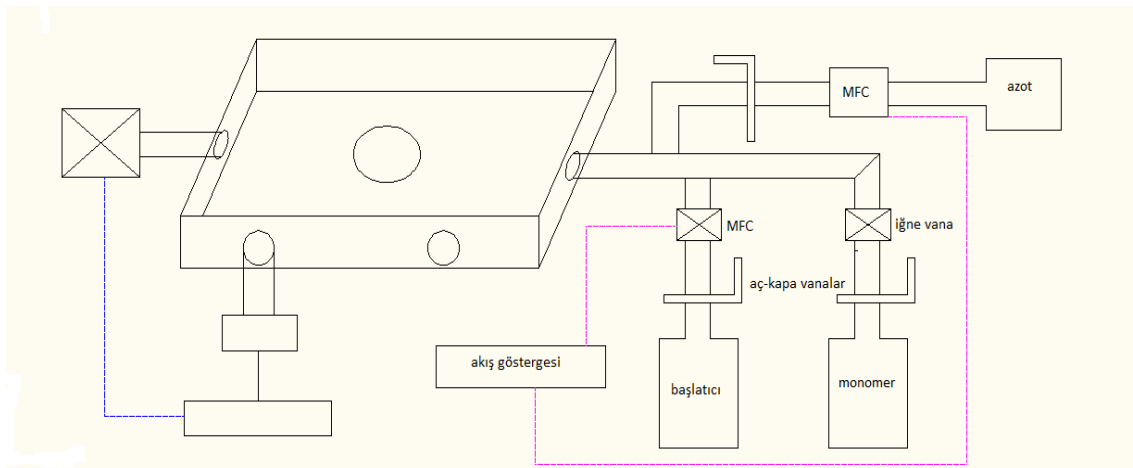 MFC
azot
MFC
iğne vana
aç-kapa vanalar
akış göstergesi
başlatıcı
monomer